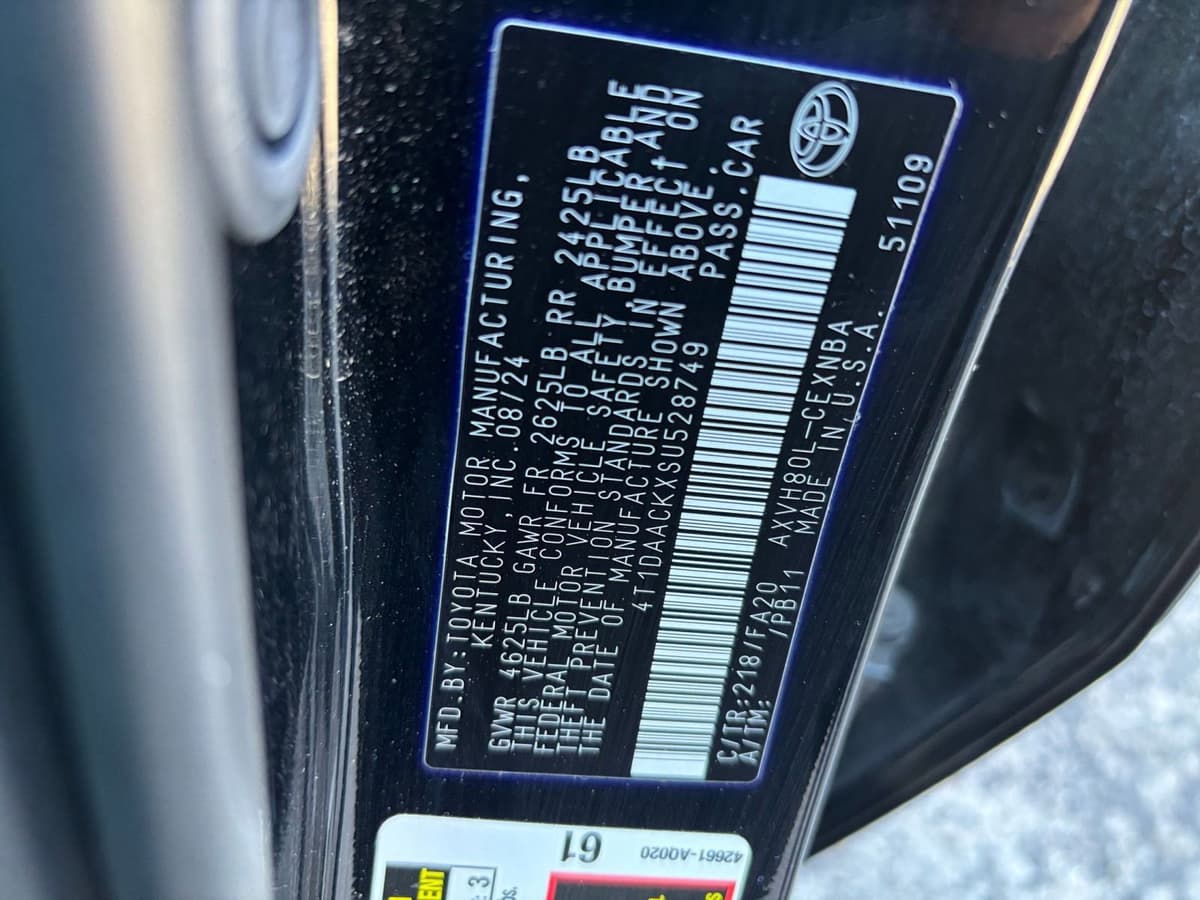 MFD.BY:TOYOTA MOTOR MANUFACTURING,
KENTUCKY, INC.08/24
GVWR 4625LB GAWR FR 2625LB RR 2425LB
THIS VEHICLE CONFORMS TO ALL APPLICABLE
FEDERAL MOTOR VEHICLE SAFETY, BUMPER AND
THEFT PREVENTION STANDARDS IN EFFECT ON
THE DATE OF MANUFACTURE SHOWN ABOVE.
4T1DAACKXSU528749 PASS.CAR
C/TR:218/FA20 AXVH80L-CEXNBA
A/TM: /PB11 MADE IN U.S.A. 51109
61
42661-AQ020
3